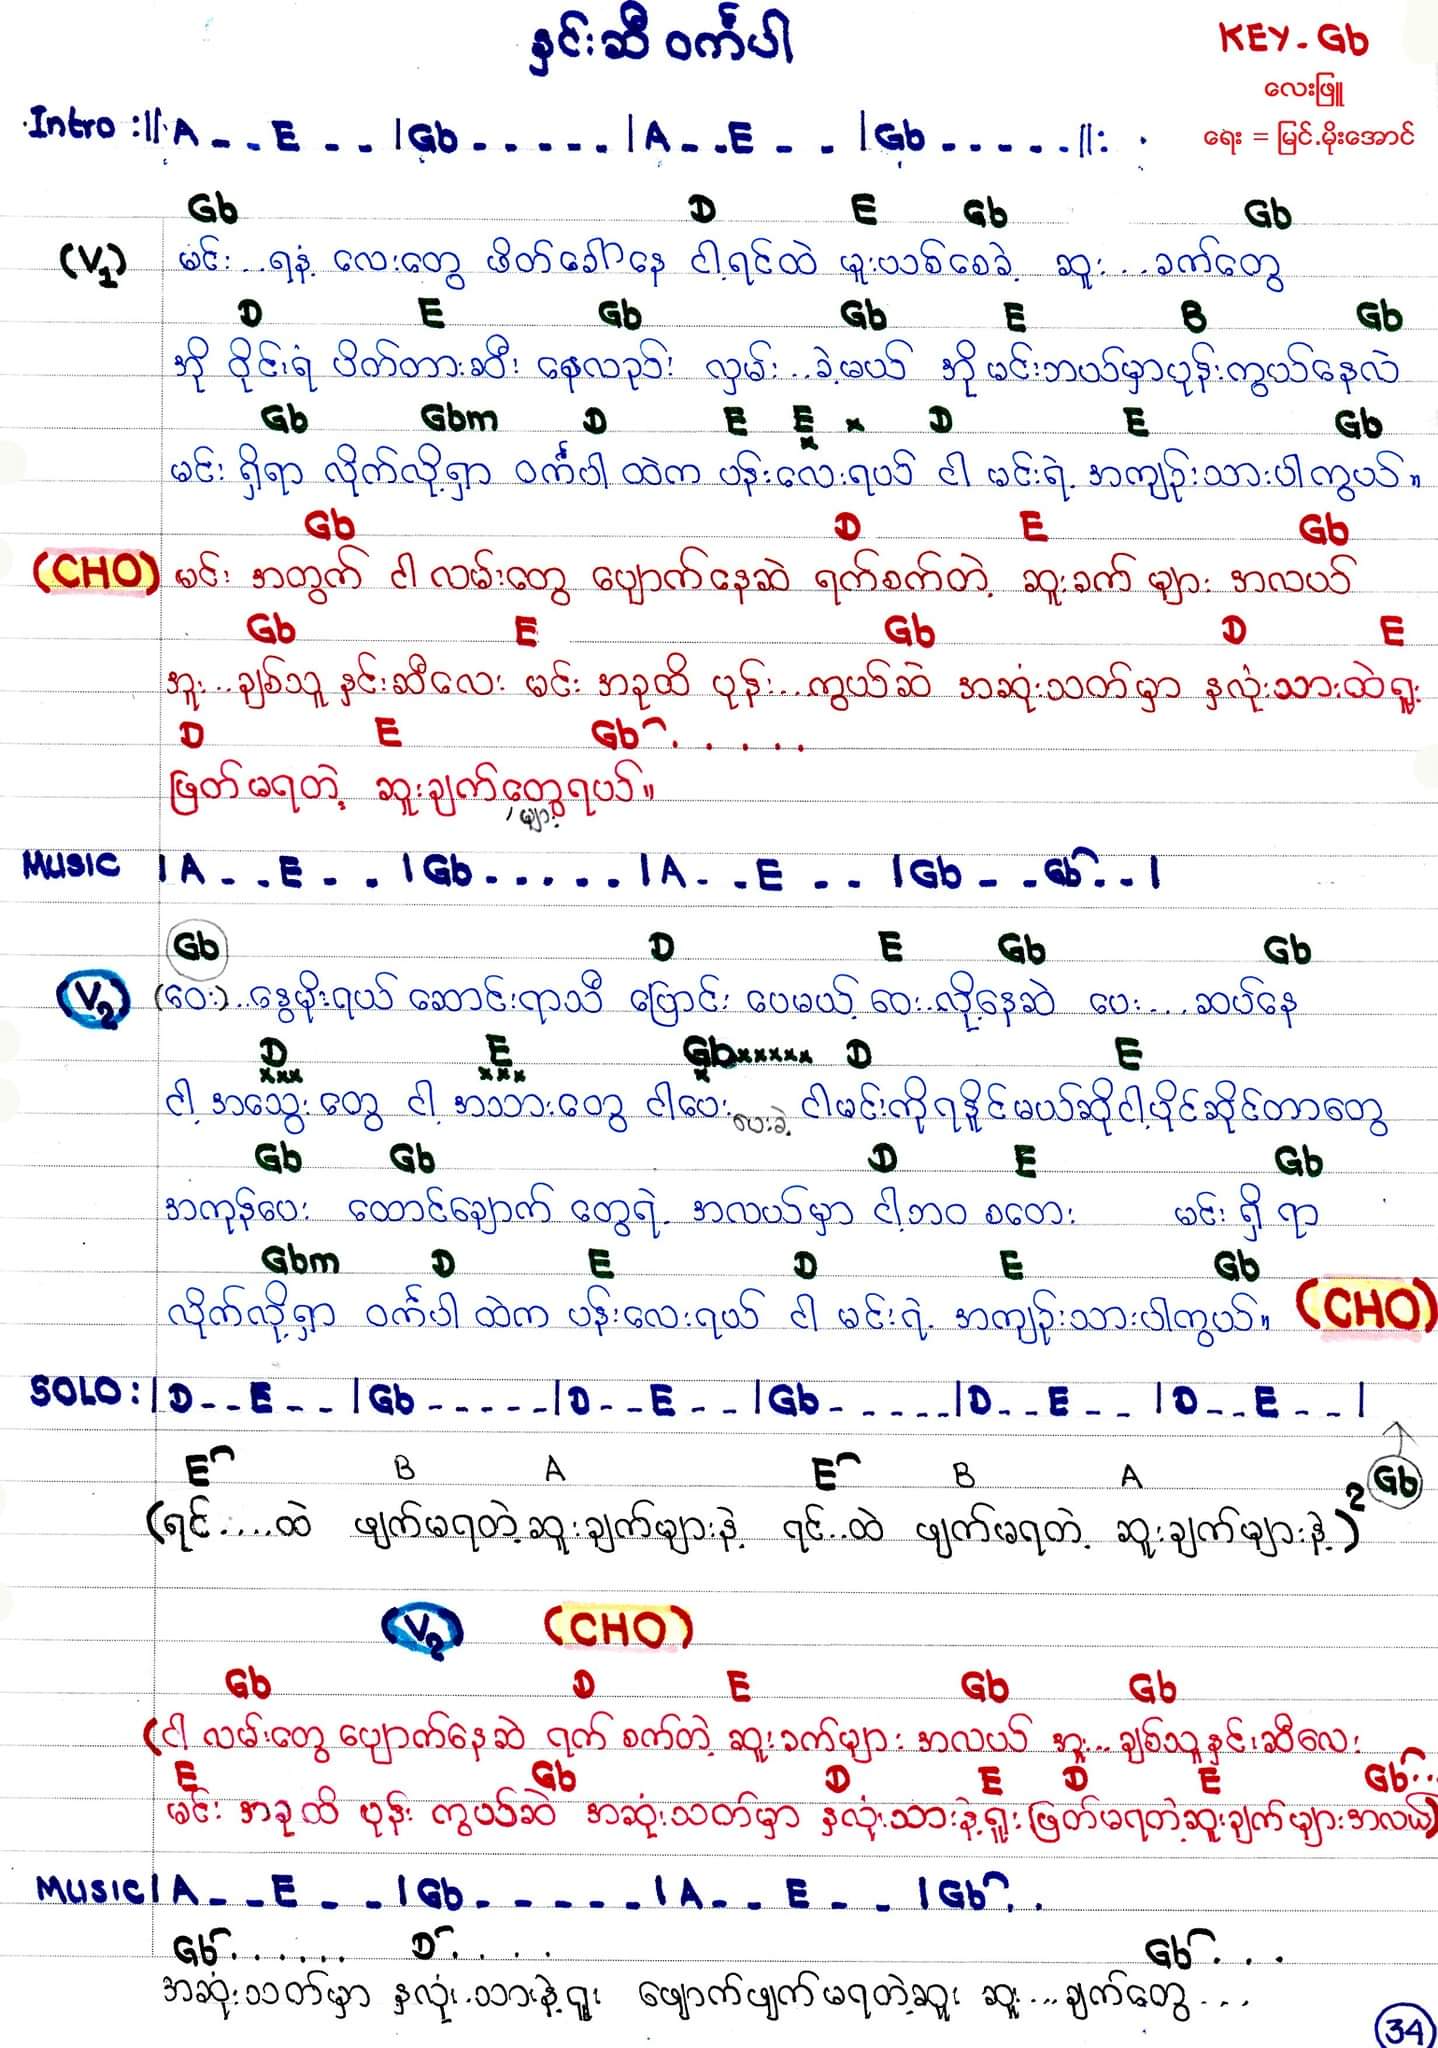 နှင်းဆီ ဝင်္ကပါ
KEY - Gb
လေးဖြူ
ရေး = မြင့်မိုးအောင်
Intro :|| A _ _ E _ _ | Gb _ _ _ _ _ | A _ _ E _ _ | Gb _ _ _ _ _ ||:
Gb D E Gb Gb
(V1) မင်း...ရနံ့ လေးတွေ ဖိတ်ခေါ်နေ ငါ့ရင်ထဲ မူးယစ်စေခဲ့ ဆူး...ခက်တွေ
D E Gb Gb E B Gb
အို ဝိုင်းရံ ပိတ်တားဆီး နေလည်း လှမ်း..ခဲ့မယ် အို မင်းဘယ်မှာပုန်းကွယ်နေလဲ
Gb Gbm D E E x D E Gb
မင်း ရှိရာ လိုက်လို့ရှာ ဝင်္ကပါ ထဲက ပန်းလေးရယ် ငါ မင်းရဲ့ အကျဉ်းသားပါကွယ်။
Gb D E Gb
(CHO) မင်း အတွက် ငါ လမ်းတွေ ပျောက်နေဆဲ ရက်စက်တဲ့ ဆူးခက် များ အလယ်
Gb E Gb D E
အူး..ချစ်သူ နှင်းဆီလေး မင်း အခုထိ ပုန်း..ကွယ်ဆဲ အဆုံးသတ်မှာ နှလုံးသားထဲရှူး
D E Gb . . . . .
ဖြတ်မရတဲ့ ဆူးချက်တွေရယ်။
များ
MUSIC | A _ _ E _ _ | Gb _ _ _ _ _ | A _ _ E _ _ | Gb _ _ Gb . . |
Gb D E Gb Gb
V2 (ဝေး)..နွေမိုးရယ် ဆောင်းရာသီ ပြောင်း ပေမယ့် ဝေး..လို့နေဆဲ ပေး....ဆပ်နေ
D xxx E xxx Gb xxxxx D E
ငါ့ အသွေးတွေ ငါ့ အသားတွေ ငါပေး ငါမင်းကိုရနိုင်မယ်ဆိုငါ့ပိုင်ဆိုင်တာတွေ
ပေးခဲ့
Gb Gb D E Gb
အကုန်ပေး ထောင်ချောက် တွေရဲ့ အလယ်မှာ ငါ့ဘဝ စတေး မင်း ရှိ ရာ
Gbm D E D E Gb
လိုက်လို့ရှာ ဝင်္ကပါ ထဲက ပန်းလေးရယ် ငါ မင်းရဲ့ အကျဉ်းသားပါကွယ်။ (CHO)
SOLO : | D _ _ E _ _ | Gb _ _ _ _ _ | D _ _ E _ _ | Gb _ _ _ _ _ | D _ _ E _ _ | D _ _ E _ _ |
E B A E B A Gb
(ရင်....ထဲ ဖျက်မရတဲ့ဆူးချက်များနဲ့ ရင်..ထဲ ဖျက်မရတဲ့ ဆူးချက်များနဲ့)2
V2 (CHO)
Gb D E Gb Gb
(ငါ လမ်းတွေ ပျောက်နေဆဲ ရက် စက်တဲ့ ဆူးခက်များ အလယ် အူး...ချစ်သူနှင်းဆီလေး
E Gb D E D E Gb..
မင်း အခုထိ ပုန်း ကွယ်ဆဲ အဆုံးသတ်မှာ နှလုံးသားနဲ့ရှူး ဖြတ်မရတဲ့ဆူးချက်များအလယ်)
MUSIC | A _ _ E _ _ | Gb _ _ _ _ _ | A _ _ E _ _ | Gb . .
Gb . . . . . . D . . . . Gb . . .
အဆုံးသတ်မှာ နှလုံးသားနဲ့ရှူး ဖျောက်ဖျက်မရတဲ့ဆူး ဆူး...ချက်တွေ...
34